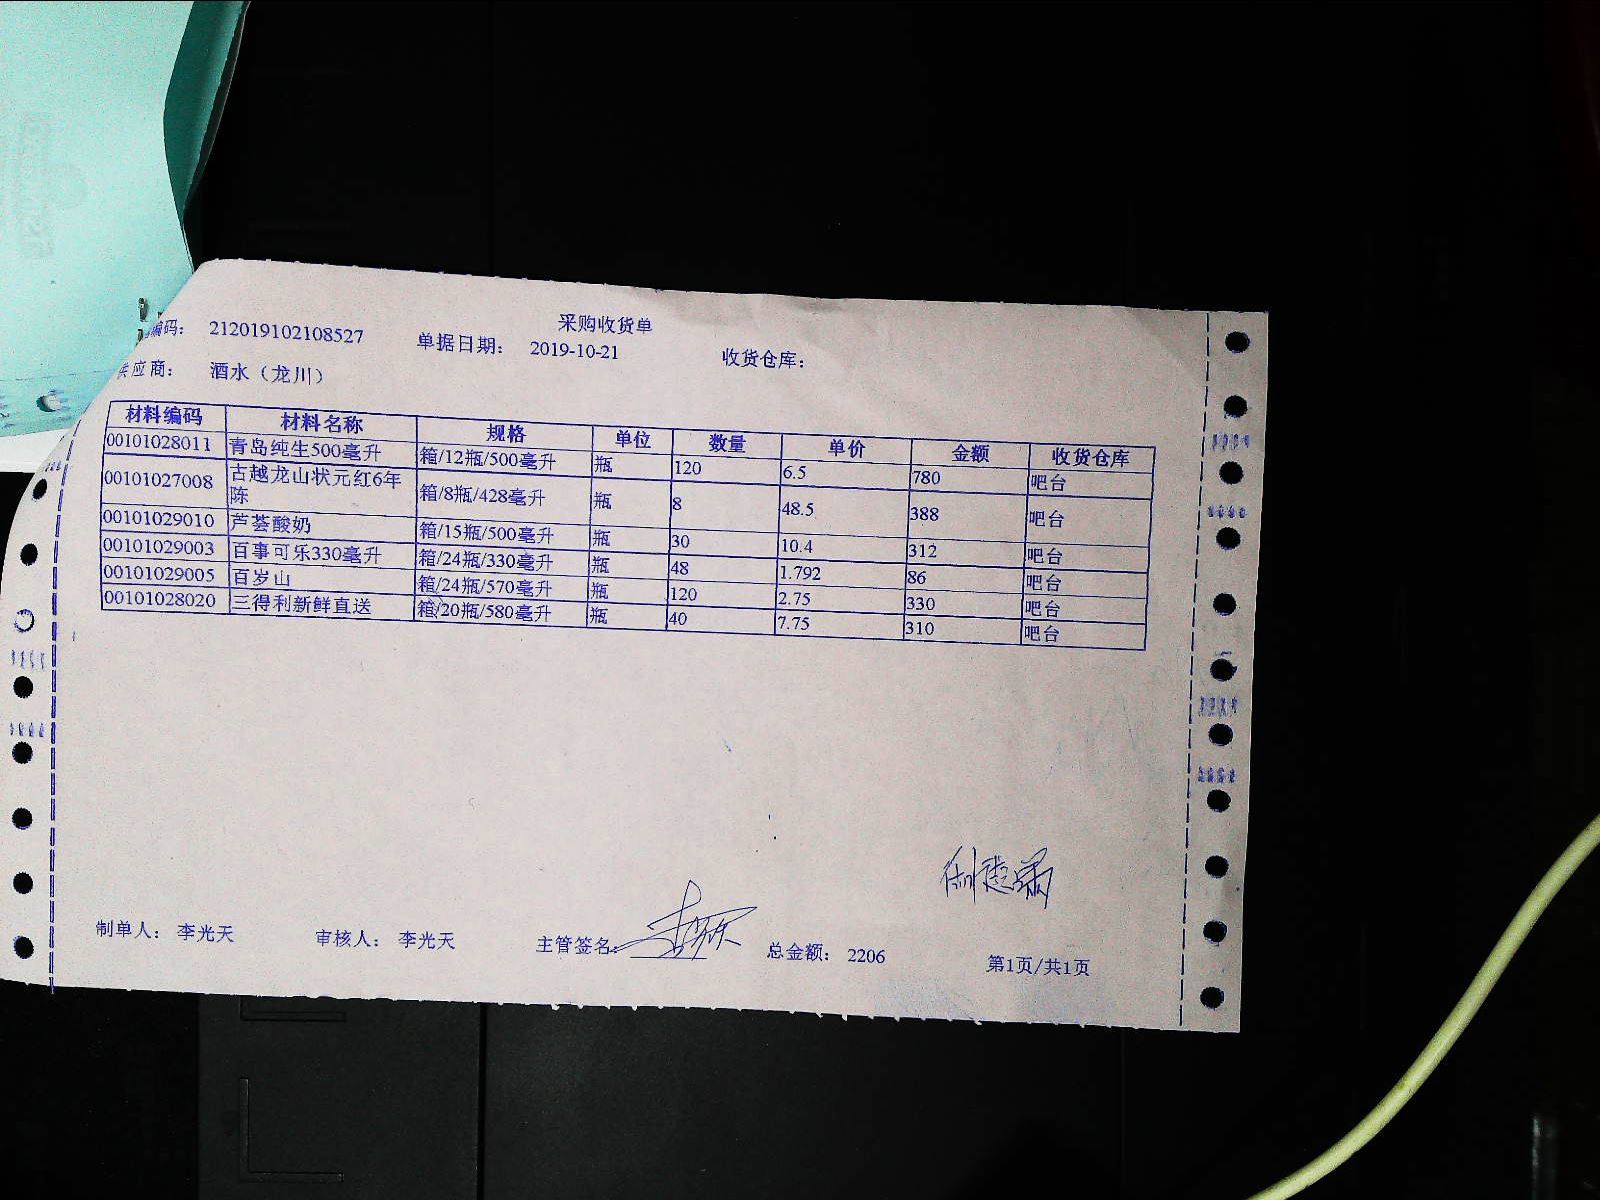 采购收货单
编码： 212019102108527 单据日期： 2019-10-21 收货仓库：
供应商： 酒水（龙川）
材料编码 材料名称 规格 单位 数量 单价 金额 收货仓库
00101028011 青岛纯生500毫升 箱/12瓶/500毫升 瓶 120 6.5 780 吧台
00101027008 古越龙山状元红6年陈 箱/8瓶/428毫升 瓶 8 48.5 388 吧台
00101029010 芦荟酸奶 箱/15瓶/500毫升 瓶 30 10.4 312 吧台
00101029003 百事可乐330毫升 箱/24瓶/330毫升 瓶 48 1.792 86 吧台
00101029005 百岁山 箱/24瓶/570毫升 瓶 120 2.75 330 吧台
00101028020 三得利新鲜直送 箱/20瓶/580毫升 瓶 40 7.75 310 吧台
制单人： 李光天 审核人： 李光天 主管签名： 总金额： 2206 第1页/共1页